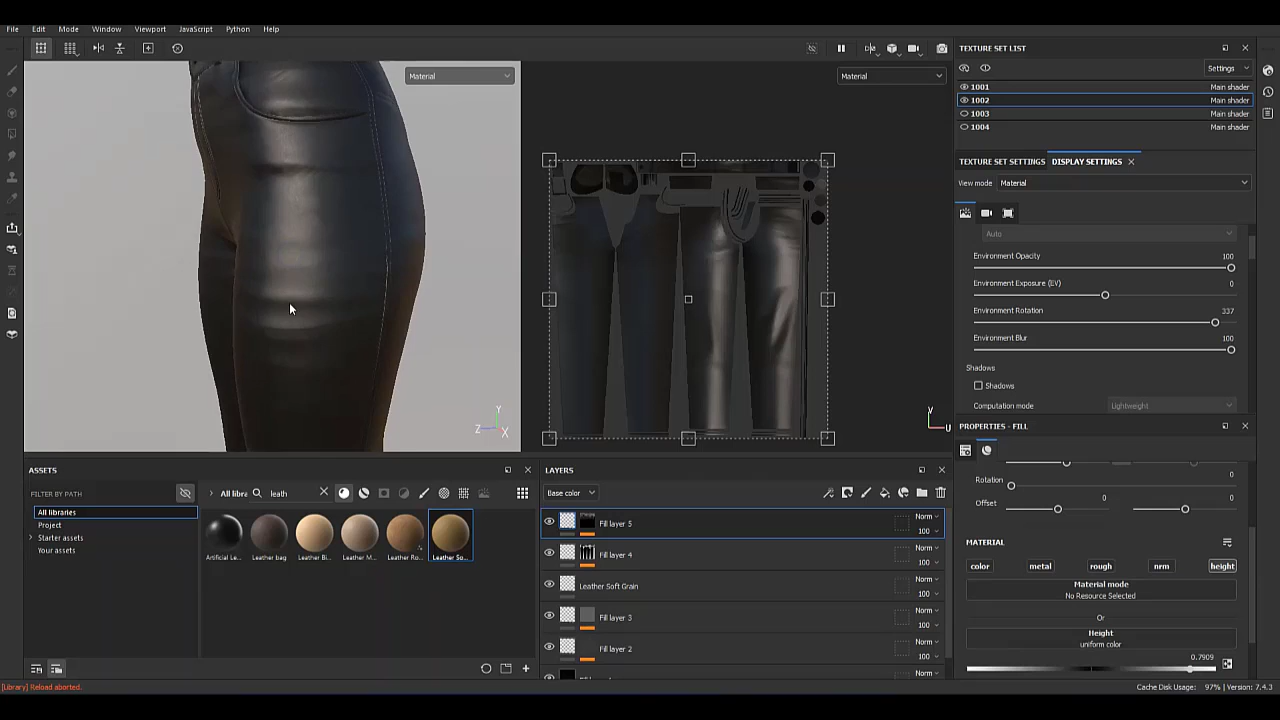 File Edit Mode Window Viewport JavaScript Python Help
Material
Material
Z Y X
V U
TEXTURE SET LIST
Settings
1001 Main shader
1002 Main shader
1003 Main shader
1004 Main shader
TEXTURE SET SETTINGS DISPLAY SETTINGS
View mode Material
Auto
Environment Opacity 100
Environment Exposure (EV) 0
Environment Rotation 337
Environment Blur 100
Shadows
Shadows
Computation mode Lightweight
PROPERTIES - FILL
Rotation 0
Offset 0 0
MATERIAL
color metal rough nrm height
Material mode
No Resource Selected
Or
Height
uniform color
0.7909
ASSETS
FILTER BY PATH
All libraries
Project
Starter assets
Your assets
All libra leath
Artificial Le... Leather bag Leather Bi... Leather M... Leather Ro... Leather So...
LAYERS
Base color
Fill layer 5 Norm 100
Fill layer 4 Norm 100
Leather Soft Grain Norm 100
Fill layer 3 Norm 100
Fill layer 2 Norm 100
Norm
[Library] Reload aborted.
Cache Disk Usage: 97% | Version: 7.4.3